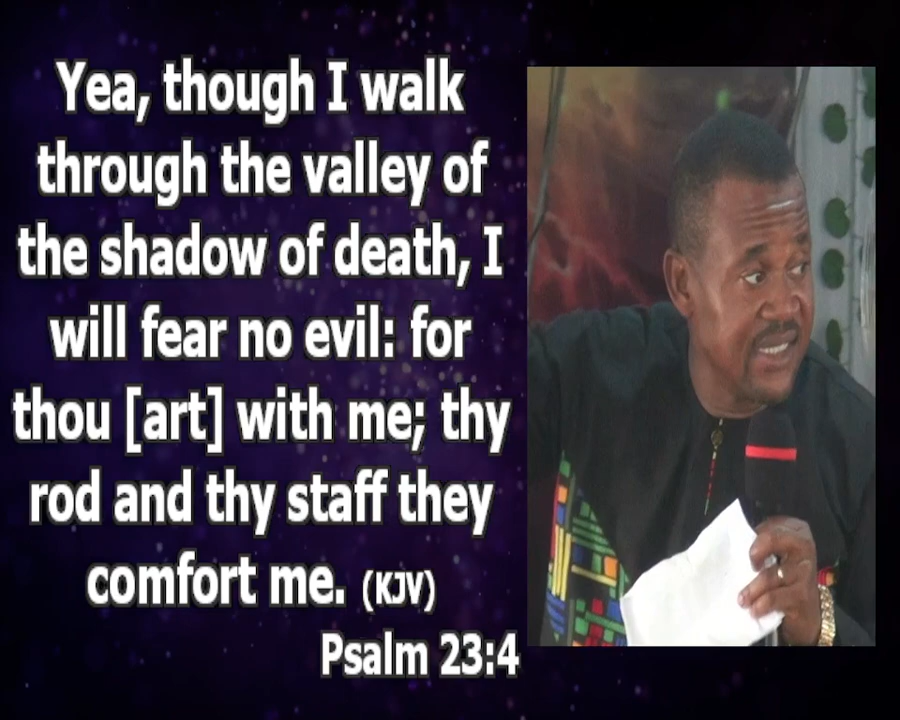 Yea, though I walk
through the valley of
the shadow of death, I
will fear no evil: for
thou [art] with me; thy
rod and thy staff they
comfort me. (KJV)
Psalm 23:4